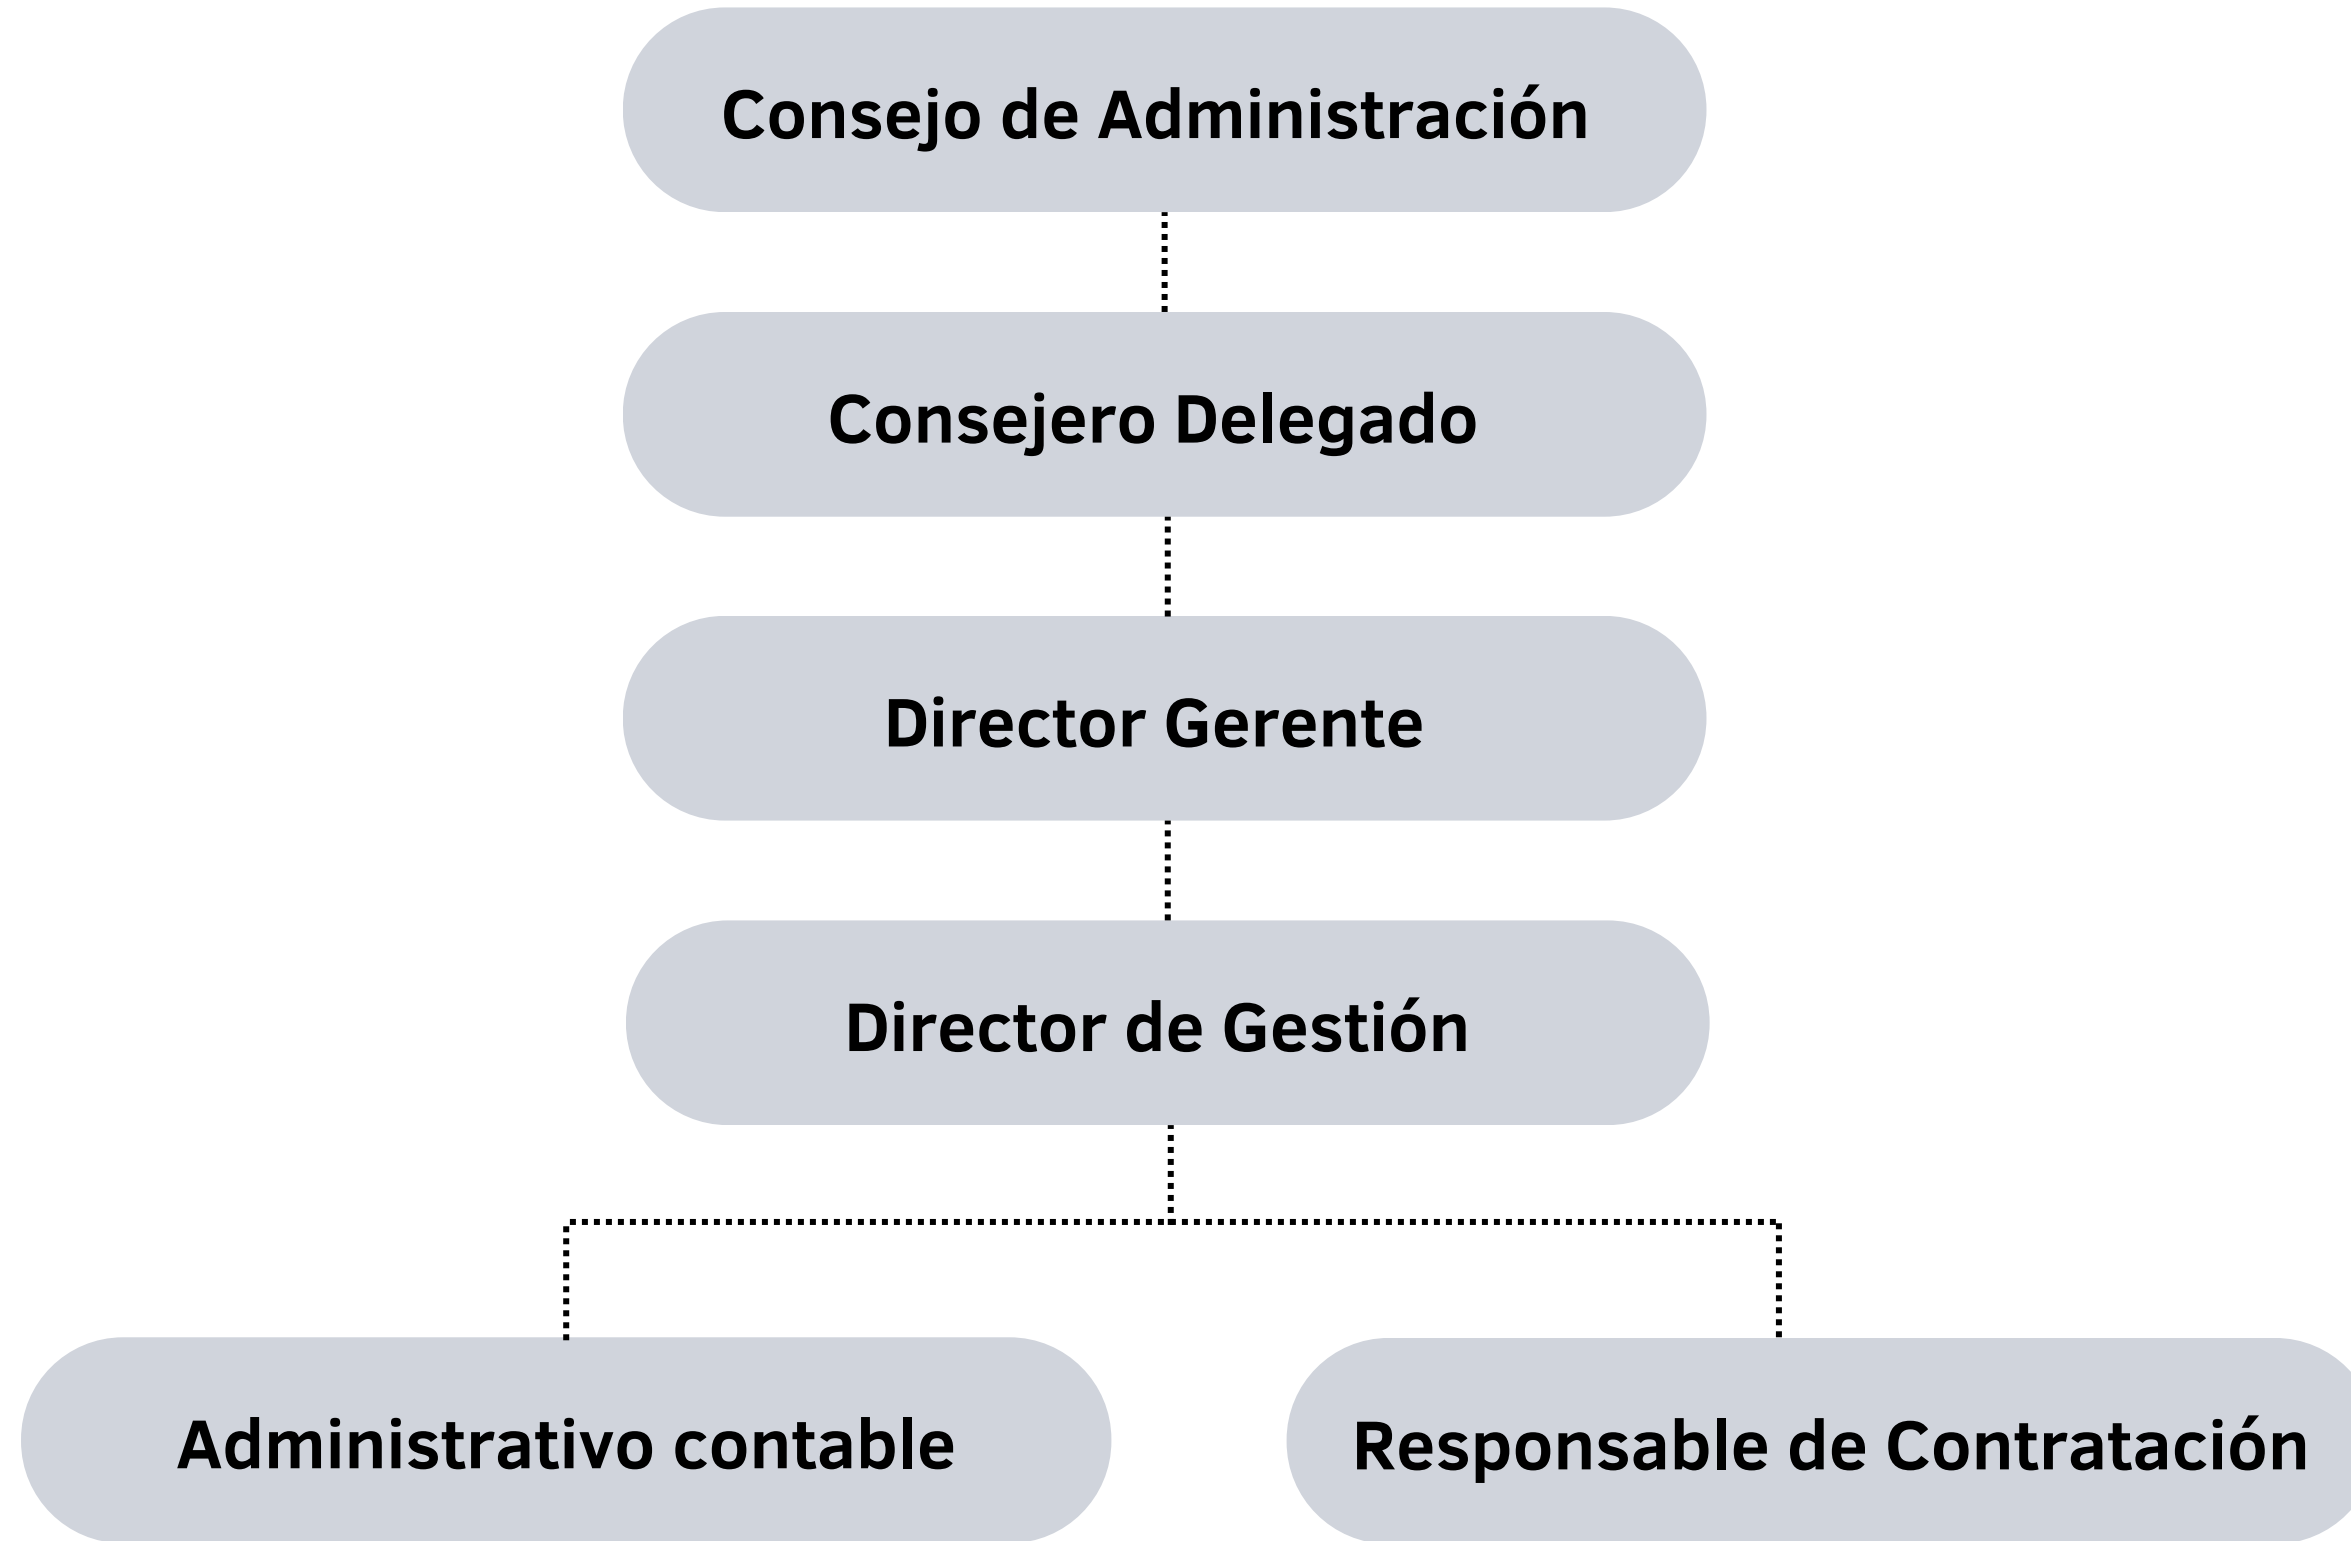 Consejo de Administración
Consejero Delegado
Director Gerente
Director de Gestión
Administrativo contable
Responsable de Contratación